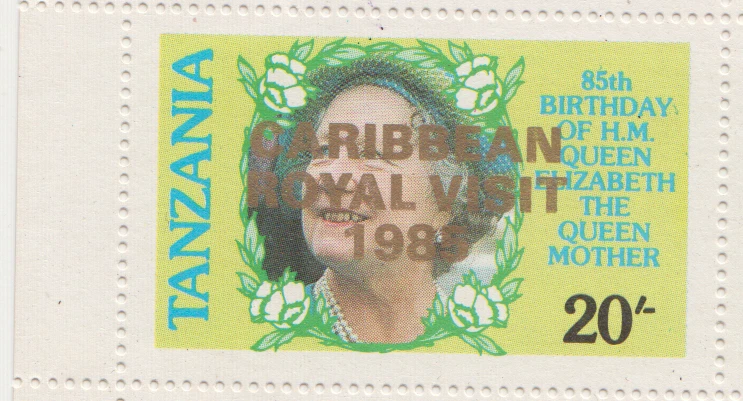 TANZANIA
85th
BIRTHDAY
OF H.M.
QUEEN
ELIZABETH
THE
QUEEN
MOTHER
CARIBBEAN
ROYAL VISIT
1985
20/-